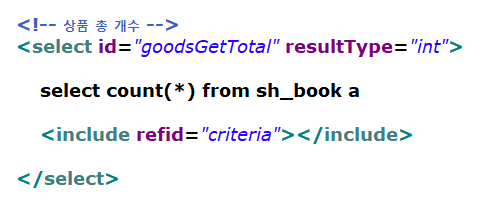 <!-- 상품 총 개수 -->
<select id="goodsGetTotal" resultType="int">
select count(*) from sh_book a
<include refid="criteria"></include>
</select>